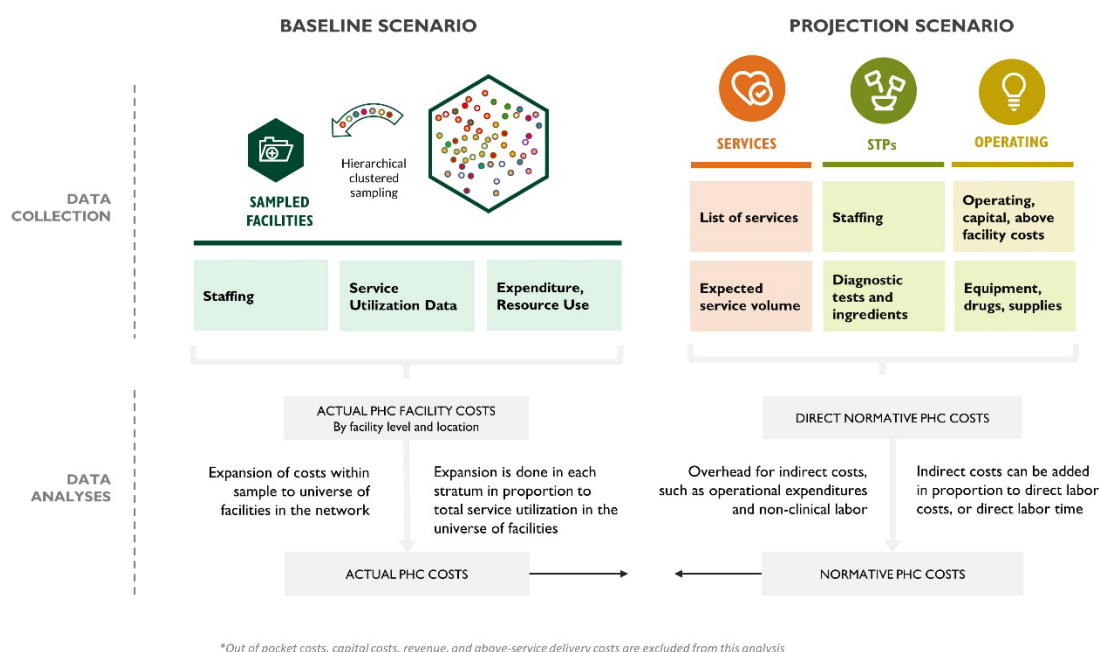 BASELINE SCENARIO
PROJECTION SCENARIO
DATA
COLLECTION
Hierarchical
clustered
sampling
SAMPLED
FACILITIES
SERVICES
STPs
OPERATING
Staffing
Service
Utilization Data
Expenditure,
Resource Use
List of services
Staffing
Operating,
capital, above
facility costs
Expected
service volume
Diagnostic
tests and
ingredients
Equipment,
drugs, supplies
DATA
ANALYSES
ACTUAL PHC FACILITY COSTS
By facility level and location
Expansion of costs within
sample to universe of
facilities in the network
Expansion is done in each
stratum in proportion to
total service utilization in the
universe of facilities
ACTUAL PHC COSTS
DIRECT NORMATIVE PHC COSTS
Overhead for indirect costs,
such as operational expenditures
and non-clinical labor
Indirect costs can be added
in proportion to direct labor
costs, or direct labor time
NORMATIVE PHC COSTS
*Out of pocket costs, capital costs, revenue, and above-service delivery costs are excluded from this analysis